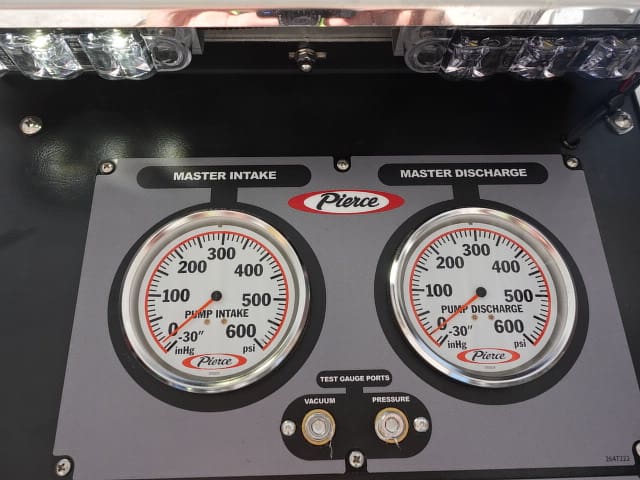 MASTER INTAKE
MASTER DISCHARGE
Pierce
300
200
400
100
500
PUMP INTAKE
0
-30"
600
inHg
psi
Pierce
300
200
400
100
500
PUMP DISCHARGE
0
-30"
600
inHg
psi
Pierce
TEST GAUGE PORTS
VACUUM
PRESSURE